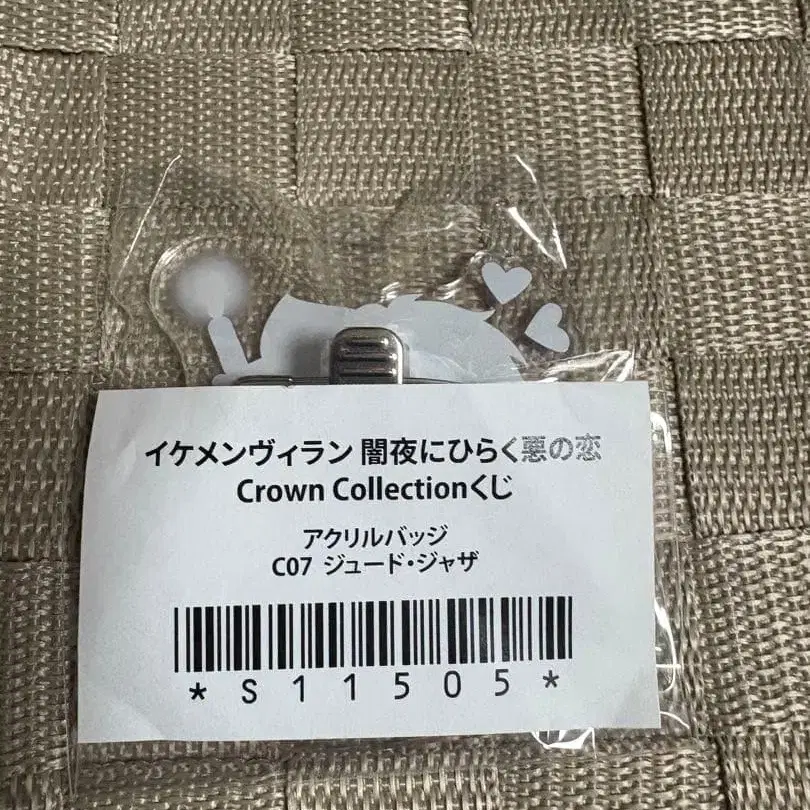 イケメンヴィラン 闇夜にひらく悪の恋
Crown Collectionくじ
アクリルバッジ
C07 ジュード・ジャザ
*S11505*